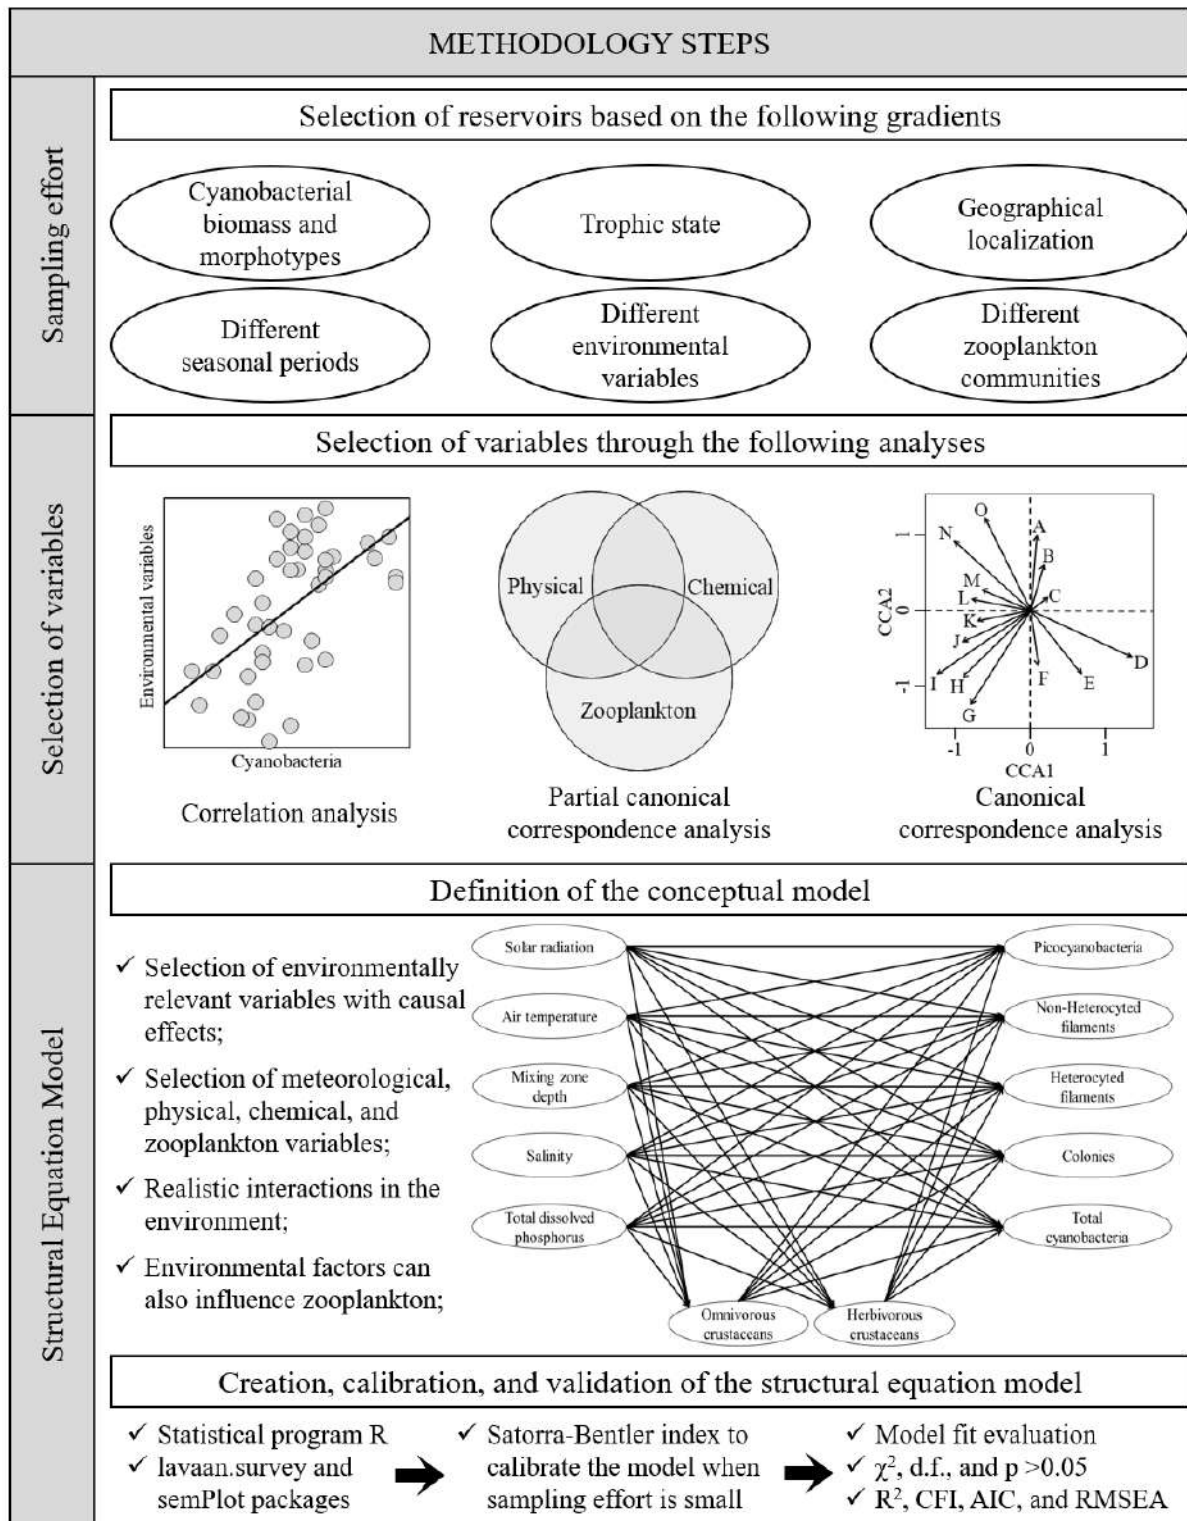 METHODOLOGY STEPS
Sampling effort
Selection of reservoirs based on the following gradients
Cyanobacterial
biomass and
morphotypes
Trophic state
Geographical
localization
Different
seasonal periods
Different
environmental
variables
Different
zooplankton
communities
Selection of variables
Selection of variables through the following analyses
Environmental variables
Cyanobacteria
Correlation analysis
Physical
Chemical
Zooplankton
Partial canonical
correspondence analysis
CCA2
1
0
-1
O
N
A
B
M
L
C
K
J
D
I
H
F
E
G
-1
0
1
CCA1
Canonical
correspondence analysis
Structural Equation Model
Definition of the conceptual model
✓ Selection of environmentally
relevant variables with causal
effects;
✓ Selection of meteorological,
physical, chemical, and
zooplankton variables;
✓ Realistic interactions in the
environment;
✓ Environmental factors can
also influence zooplankton;
Solar radiation
Air temperature
Mixing zone
depth
Salinity
Total dissolved
phosphorus
Picocyanobacteria
Non-Heterocyted
filaments
Heterocyted
filaments
Colonies
Total
cyanobacteria
Omnivorous
crustaceans
Herbivorous
crustaceans
Creation, calibration, and validation of the structural equation model
✓ Statistical program R
✓ lavaan.survey and
semPlot packages
✓ Satorra-Bentler index to
calibrate the model when
sampling effort is small
✓ Model fit evaluation
✓ χ², d.f., and p >0.05
✓ R², CFI, AIC, and RMSEA